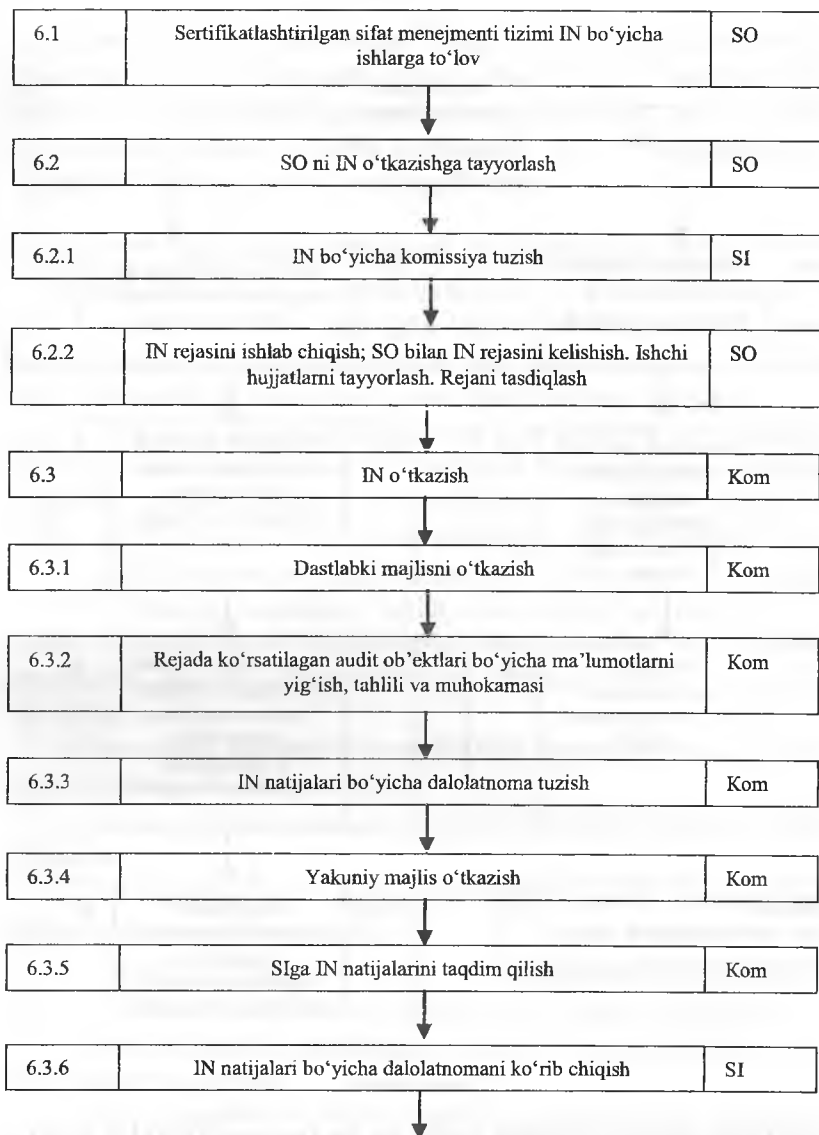 6.1 Sertifikatlashtirilgan sifat menejmenti tizimi IN bo‘yicha SO
ishlarga to‘lov
6.2 SO ni IN o‘tkazishga tayyorlash SO
6.2.1 IN bo‘yicha komissiya tuzish SI
6.2.2 IN rejasini ishlab chiqish; SO bilan IN rejasini kelishish. Ishchi SO
hujjatlarni tayyorlash. Rejani tasdiqlash
6.3 IN o‘tkazish Kom
6.3.1 Dastlabki majlisni o‘tkazish Kom
6.3.2 Rejada ko‘rsatilagan audit ob’ektlari bo‘yicha ma’lumotlarni Kom
yig‘ish, tahlili va muhokamasi
6.3.3 IN natijalari bo‘yicha dalolatnoma tuzish Kom
6.3.4 Yakuniy majlis o‘tkazish Kom
6.3.5 SIga IN natijalarini taqdim qilish Kom
6.3.6 IN natijalari bo‘yicha dalolatnomani ko‘rib chiqish SI